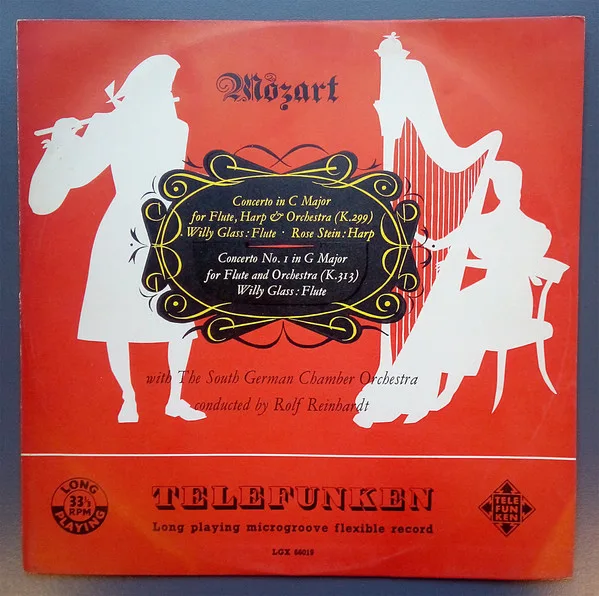 Mozart
Concerto in C Major
for Flute, Harp & Orchestra (K.299)
Willy Glass: Flute · Rose Stein: Harp
Concerto No. 1 in G Major
for Flute and Orchestra (K.313)
Willy Glass: Flute
with The South German Chamber Orchestra
conducted by Rolf Reinhardt
LONG
33⅓
RPM
PLAYING
TELEFUNKEN
Long playing microgroove flexible record
LGX 66019
TELE
FUN
KEN